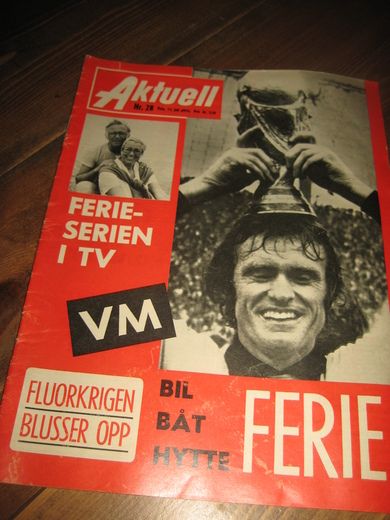 Aktuell
Nr. 28
FERIE-
SERIEN
I TV
VM
FLUORKRIGEN
BLUSSER OPP
BIL
BÅT
HYTTE
FERIE